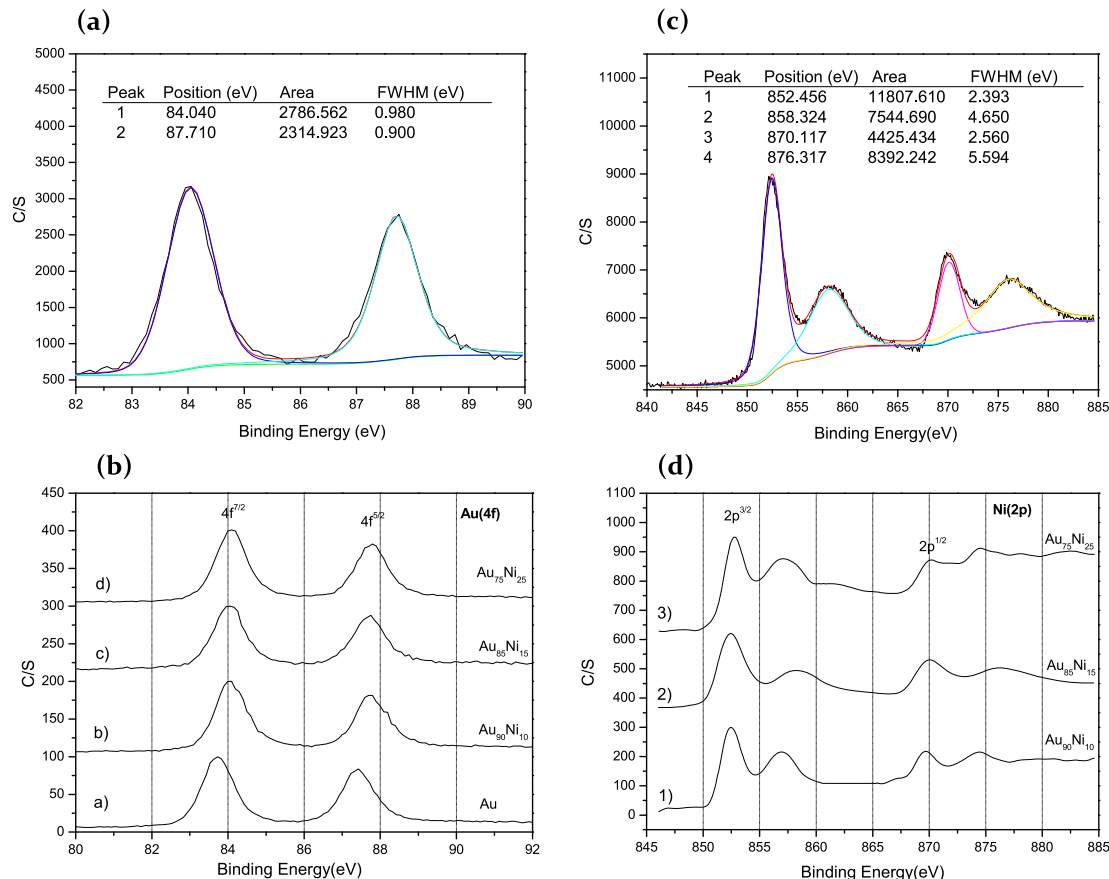 (a)
5000
4500
4000
3500
3000
2500
2000
1500
1000
500
C/S
Peak Position (eV) Area FWHM (eV)
1 84.040 2786.562 0.980
2 87.710 2314.923 0.900
82 83 84 85 86 87 88 89 90
Binding Energy (eV)
(c)
11000
10000
9000
8000
7000
6000
5000
C/S
Peak Position (eV) Area FWHM (eV)
1 852.456 11807.610 2.393
2 858.324 7544.690 4.650
3 870.117 4425.434 2.560
4 876.317 8392.242 5.594
840 845 850 855 860 865 870 875 880 885
Binding Energy(eV)
(b)
450
400
350
300
250
200
150
100
50
0
C/S
4f7/2
4f5/2
Au(4f)
d) Au75Ni25
c) Au85Ni15
b) Au90Ni10
a) Au
80 82 84 86 88 90 92
Binding Energy(eV)
(d)
1100
1000
900
800
700
600
500
400
300
200
100
0
C/S
2p3/2
2p1/2
Ni(2p)
3) Au75Ni25
2) Au85Ni15
1) Au90Ni10
845 850 855 860 865 870 875 880 885
Binding Energy(eV)